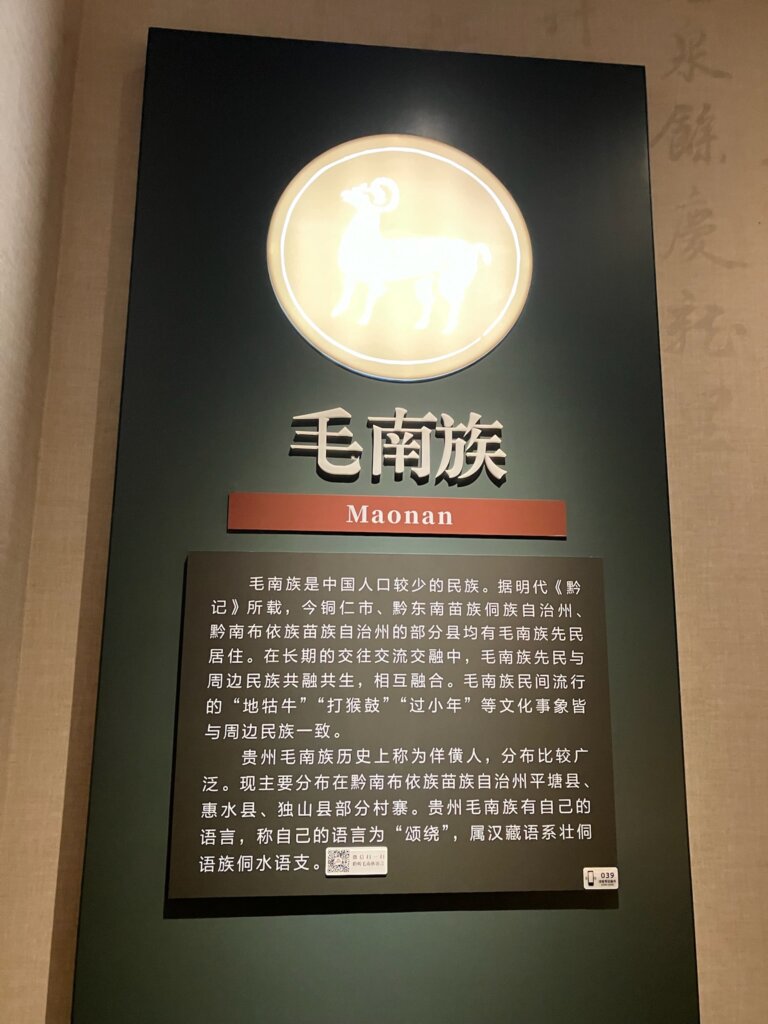 毛南族
Maonan
毛南族是中国人口较少的民族。据明代《黔
记》所载，今铜仁市、黔东南苗族侗族自治州、
黔南布依族苗族自治州的部分县均有毛南族先民
居住。在长期的交往交流交融中，毛南族先民与
周边民族共融共生，相互融合。毛南族民间流行
的“地牯牛”“打猴鼓”“过小年”等文化事象皆
与周边民族一致。
贵州毛南族历史上称为佯僙人，分布比较广
泛。现主要分布在黔南布依族苗族自治州平塘县、
惠水县、独山县部分村寨。贵州毛南族有自己的
语言，称自己的语言为“颂绕”，属汉藏语系壮侗
语族侗水语支。
039
泉餘慶龍里